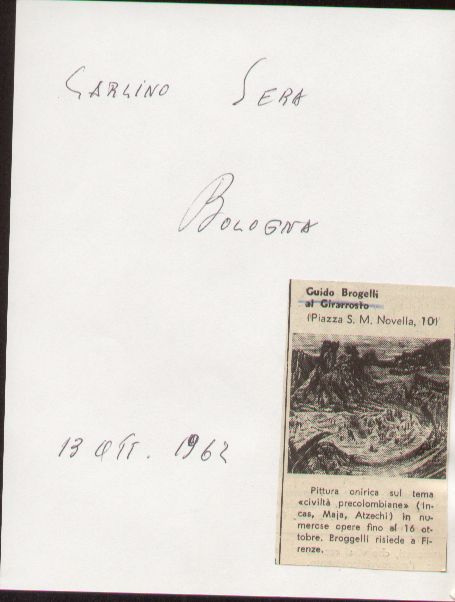 CARLINO SERA
BOLOGNA
13 OTT. 1962
Guido Brogelli
al Girarrosto
(Piazza S. M. Novella, 10)
Pittura onirica sul tema
«civiltà precolombiane» (In-
cas, Maja, Atzechi) in nu-
merose opere fino al 16 ot-
tobre. Broggelli risiede a Fi-
renze.